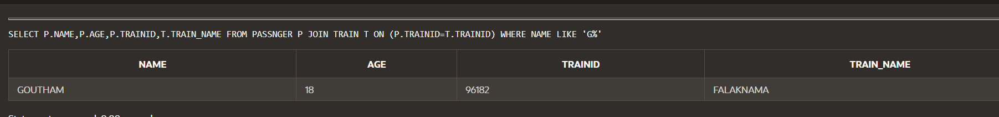 SELECT P.NAME,P.AGE,P.TRAINID,T.TRAIN_NAME FROM PASSNGER P JOIN TRAIN T ON (P.TRAINID=T.TRAINID) WHERE NAME LIKE 'G%'
NAME AGE TRAINID TRAIN_NAME
GOUTHAM 18 96182 FALAKNAMA